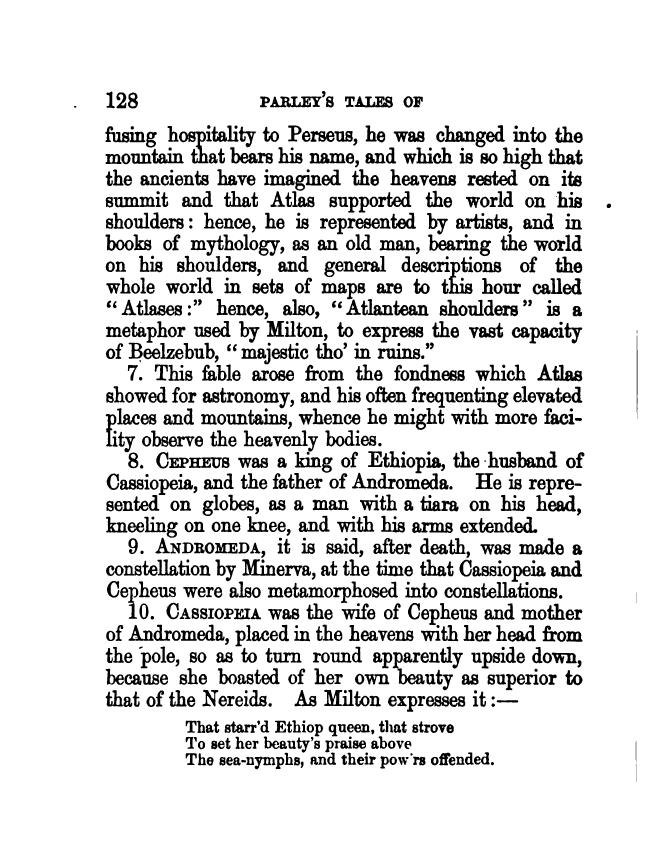 128 PARLEY'S TALES OF
fusing hospitality to Perseus, he was changed into the
mountain that bears his name, and which is so high that
the ancients have imagined the heavens rested on its
summit and that Atlas supported the world on his
shoulders: hence, he is represented by artists, and in
books of mythology, as an old man, bearing the world
on his shoulders, and general descriptions of the
whole world in sets of maps are to this hour called
"Atlases:" hence, also, "Atlantean shoulders" is a
metaphor used by Milton, to express the vast capacity
of Beelzebub, "majestic tho' in ruins."
7. This fable arose from the fondness which Atlas
showed for astronomy, and his often frequenting elevated
places and mountains, whence he might with more faci-
lity observe the heavenly bodies.
8. CEPHEUS was a king of Ethiopia, the husband of
Cassiopeia, and the father of Andromeda. He is repre-
sented on globes, as a man with a tiara on his head,
kneeling on one knee, and with his arms extended.
9. ANDROMEDA, it is said, after death, was made a
constellation by Minerva, at the time that Cassiopeia and
Cepheus were also metamorphosed into constellations.
10. CASSIOPEIA was the wife of Cepheus and mother
of Andromeda, placed in the heavens with her head from
the pole, so as to turn round apparently upside down,
because she boasted of her own beauty as superior to
that of the Nereids. As Milton expresses it:—
That starr'd Ethiop queen, that strove
To set her beauty's praise above
The sea-nymphs, and their pow'rs offended.